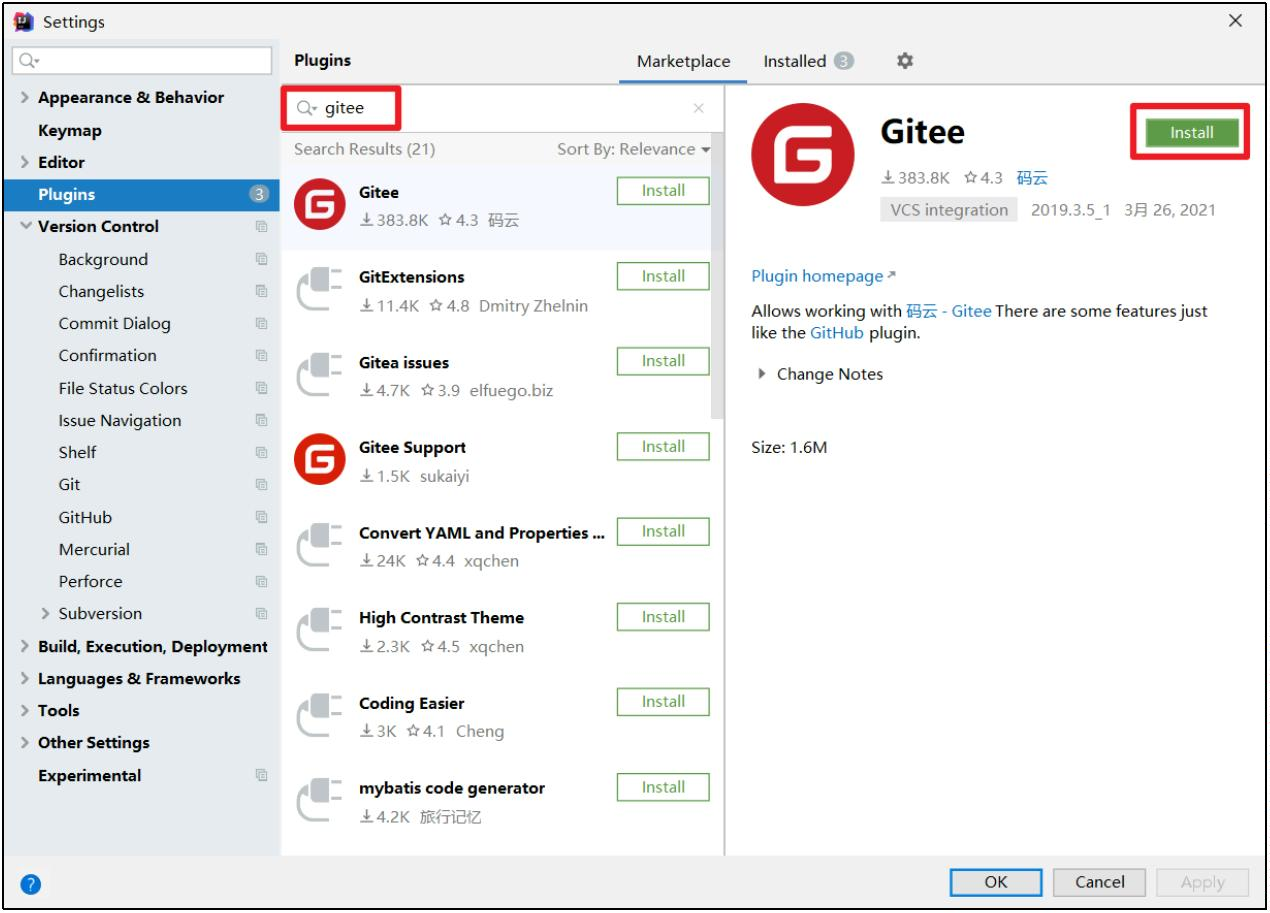 Settings
Plugins
Marketplace
Installed 3
Appearance & Behavior
Keymap
Editor
Plugins 3
Version Control
Background
Changelists
Commit Dialog
Confirmation
File Status Colors
Issue Navigation
Shelf
Git
GitHub
Mercurial
Perforce
Subversion
Build, Execution, Deployment
Languages & Frameworks
Tools
Other Settings
Experimental
gitee
Search Results (21)
Sort By: Relevance
Gitee
Install
383.8K 4.3 码云
GitExtensions
Install
11.4K 4.8 Dmitry Zhelnin
Gitea issues
Install
4.7K 3.9 elfuego.biz
Gitee Support
Install
1.5K sukaiyi
Convert YAML and Properties ...
Install
24K 4.4 xqchen
High Contrast Theme
Install
2.3K 4.5 xqchen
Coding Easier
Install
3K 4.1 Cheng
mybatis code generator
Install
4.2K 旅行记忆
G
Gitee
Install
383.8K 4.3 码云
VCS integration 2019.3.5_1 3月 26, 2021
Plugin homepage
Allows working with 码云 - Gitee There are some features just
like the GitHub plugin.
Change Notes
Size: 1.6M
?
OK
Cancel
Apply